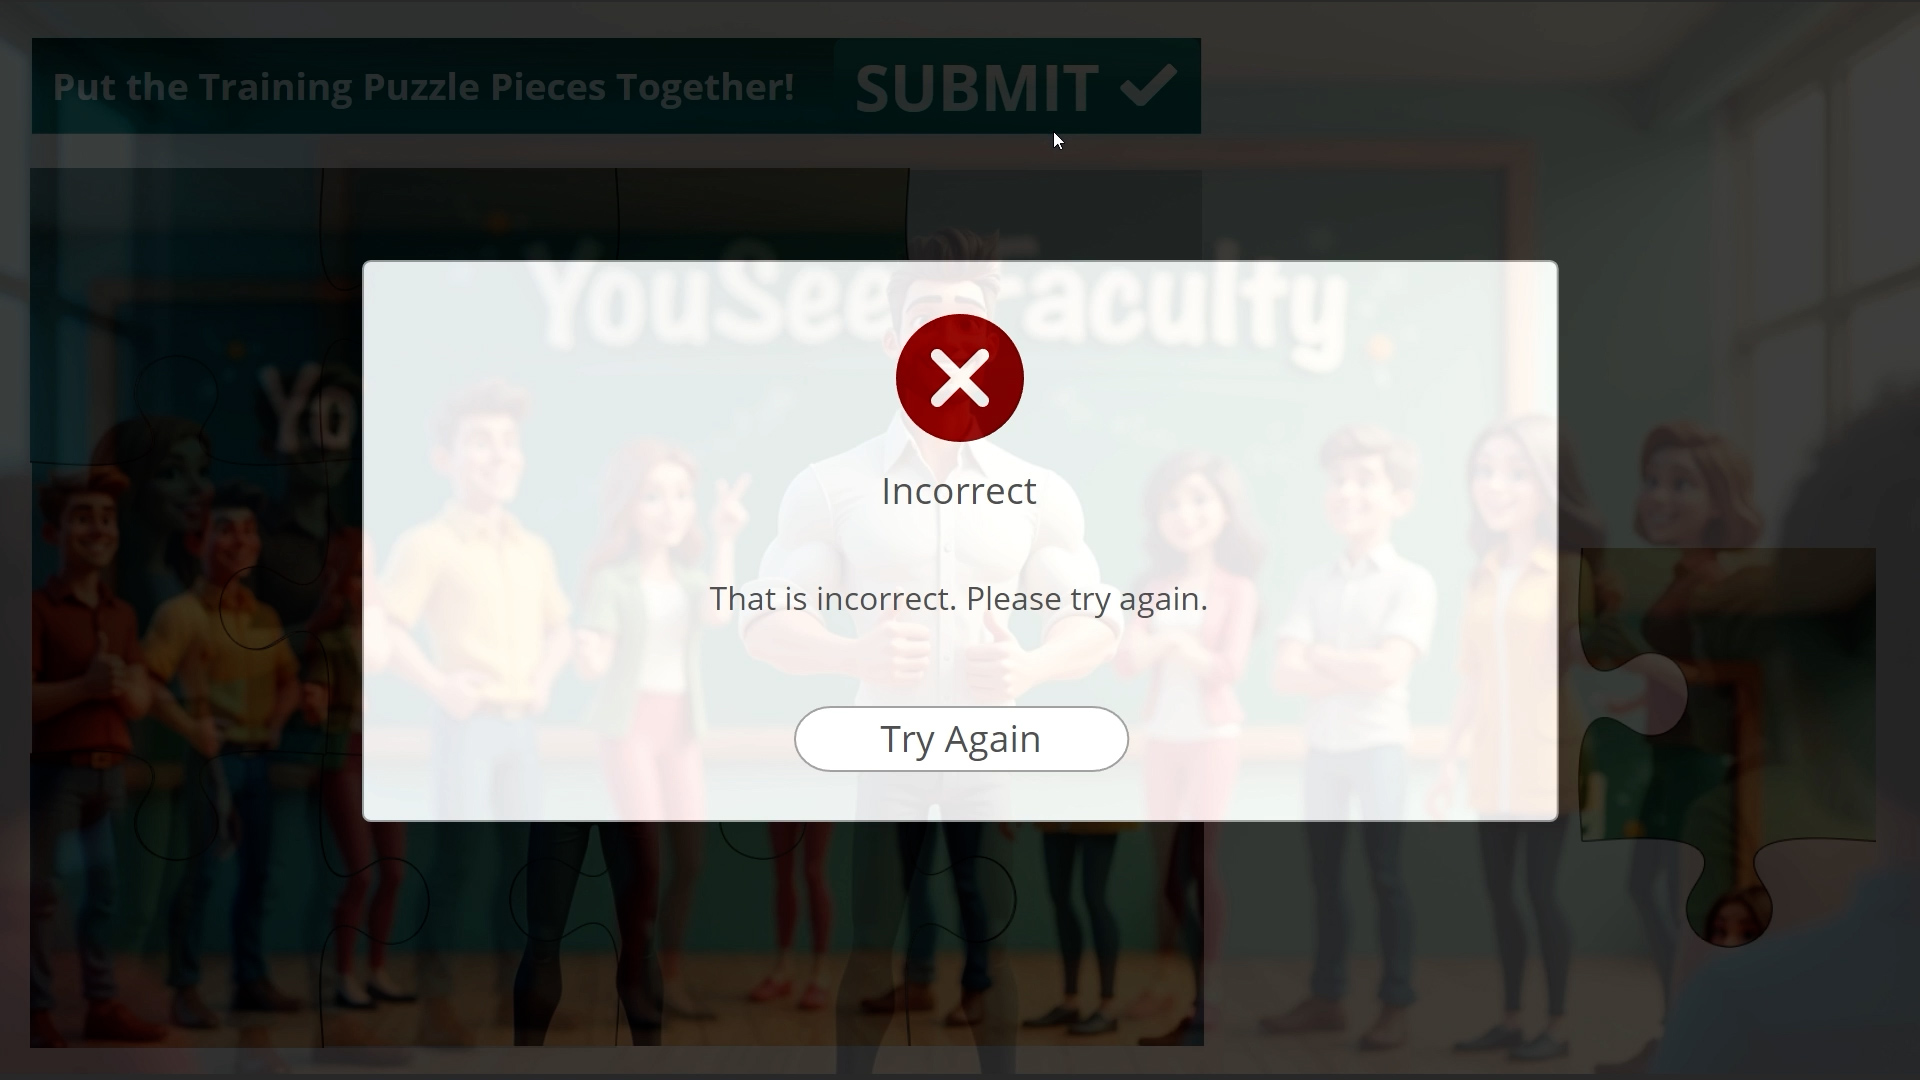 Put the Training Puzzle Pieces Together!
SUBMIT
YouSee Faculty
Yo
Incorrect
That is incorrect. Please try again.
Try Again